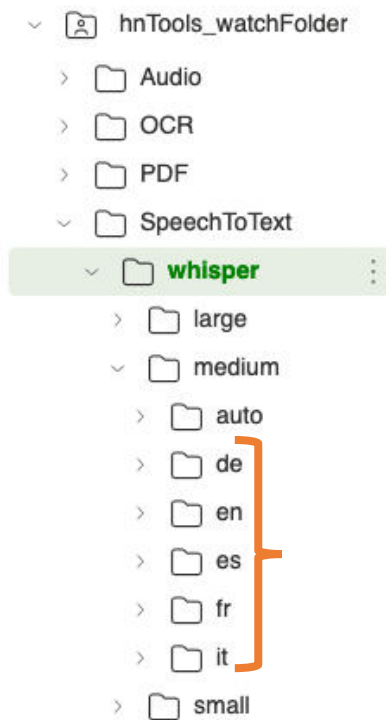 hnTools_watchFolder
Audio
OCR
PDF
SpeechToText
whisper
large
medium
auto
de
en
es
fr
it
small